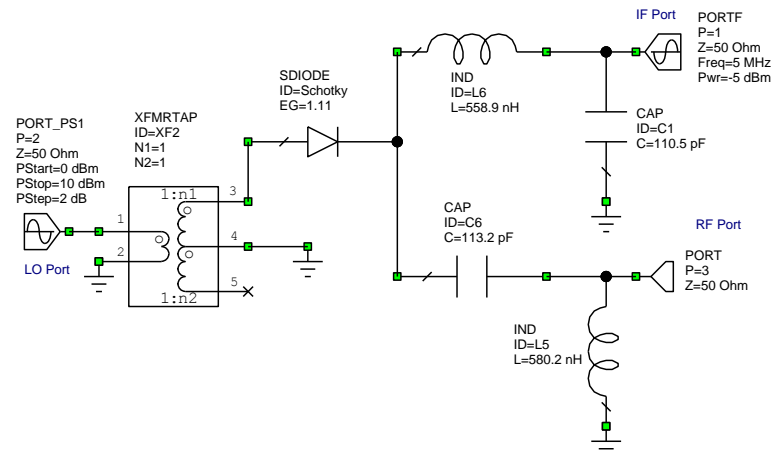 IF Port
PORTF
P=1
Z=50 Ohm
Freq=5 MHz
Pwr=-5 dBm
IND
ID=L6
L=558.9 nH
SDIODE
ID=Schotky
EG=1.11
CAP
ID=C1
C=110.5 pF
PORT_PS1
P=2
Z=50 Ohm
PStart=0 dBm
PStop=10 dBm
PStep=2 dB
XFMRTAP
ID=XF2
N1=1
N2=1
1:n1
3
1
4
2
5
1:n2
LO Port
CAP
ID=C6
C=113.2 pF
RF Port
PORT
P=3
Z=50 Ohm
IND
ID=L5
L=580.2 nH